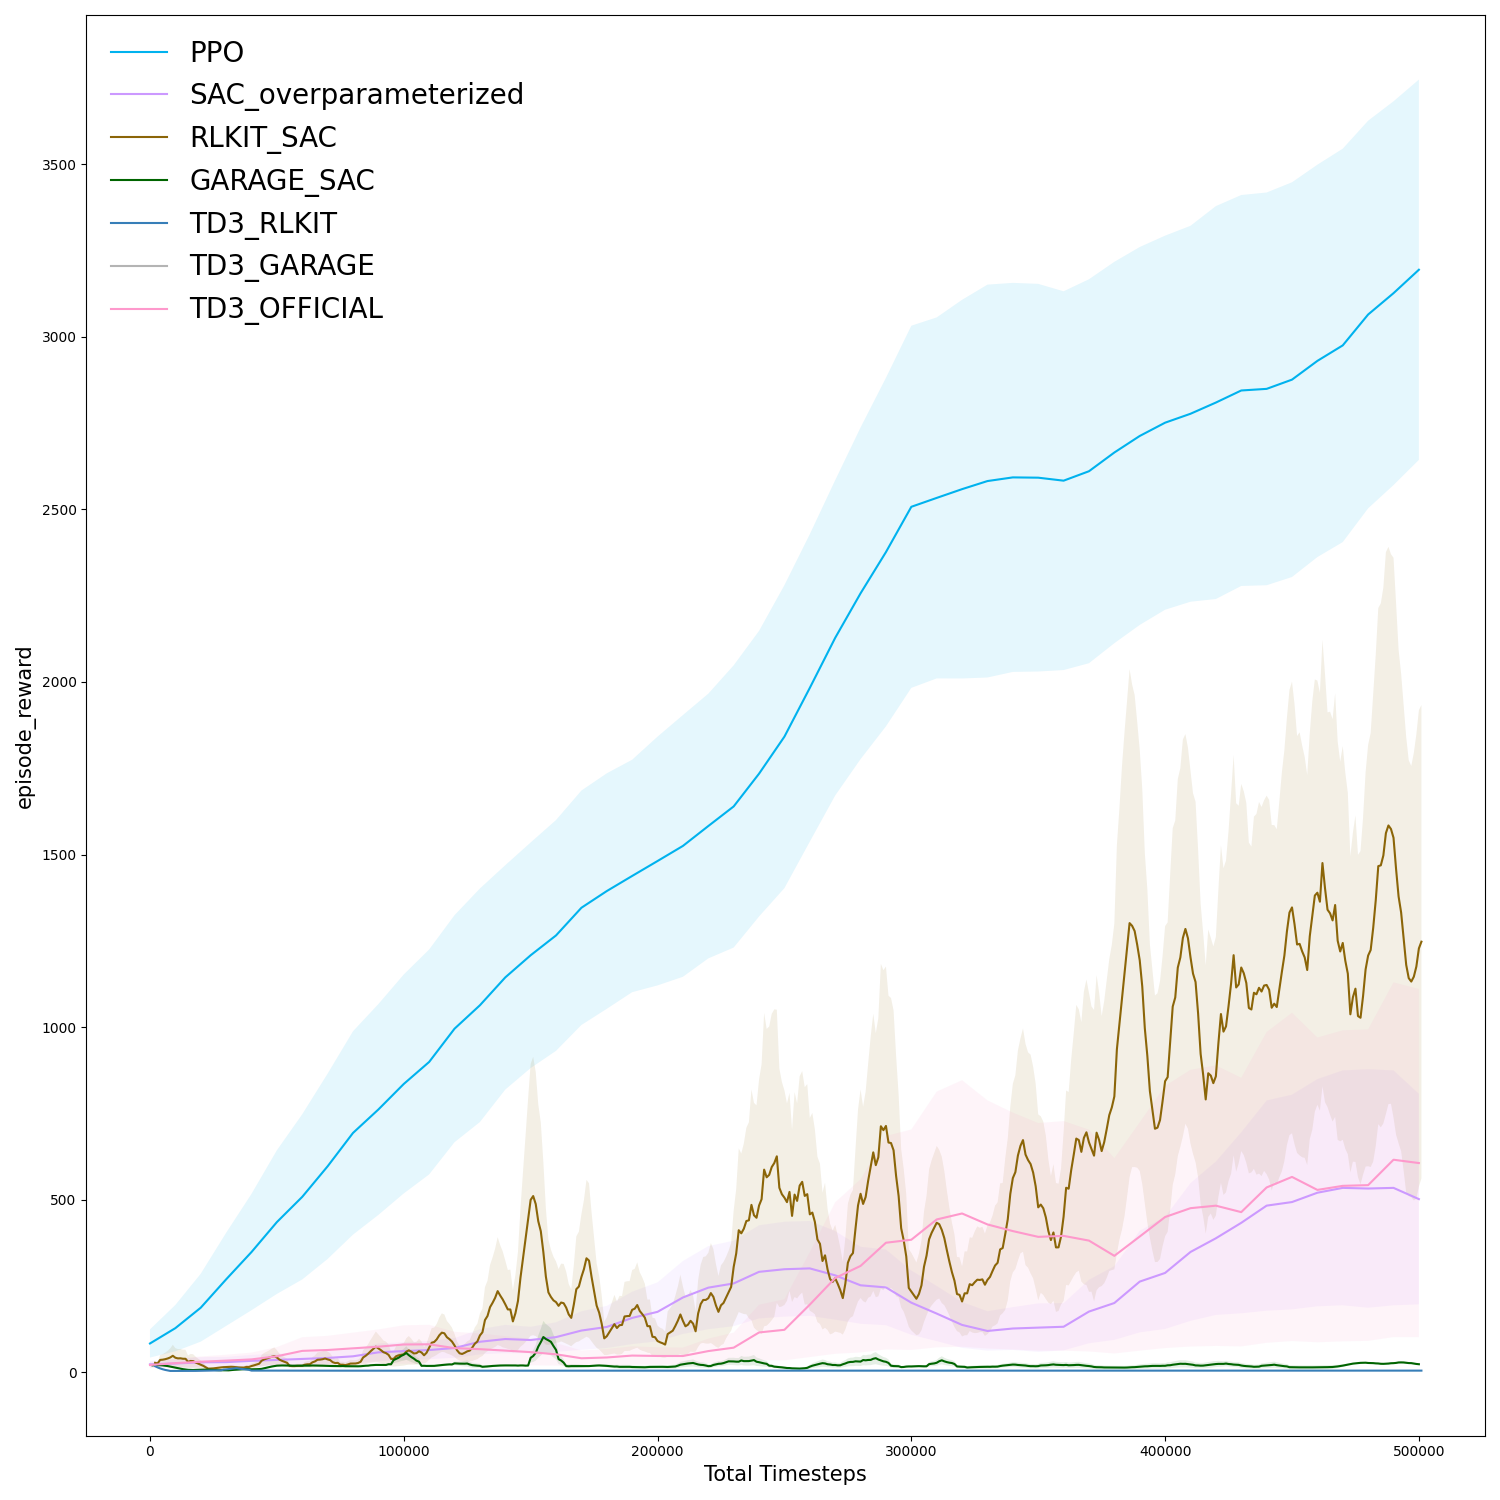 PPO
SAC_overparameterized
RLKIT_SAC
GARAGE_SAC
TD3_RLKIT
TD3_GARAGE
TD3_OFFICIAL
3500
3000
2500
2000
1500
1000
500
0
episode_reward
0 100000 200000 300000 400000 500000
Total Timesteps